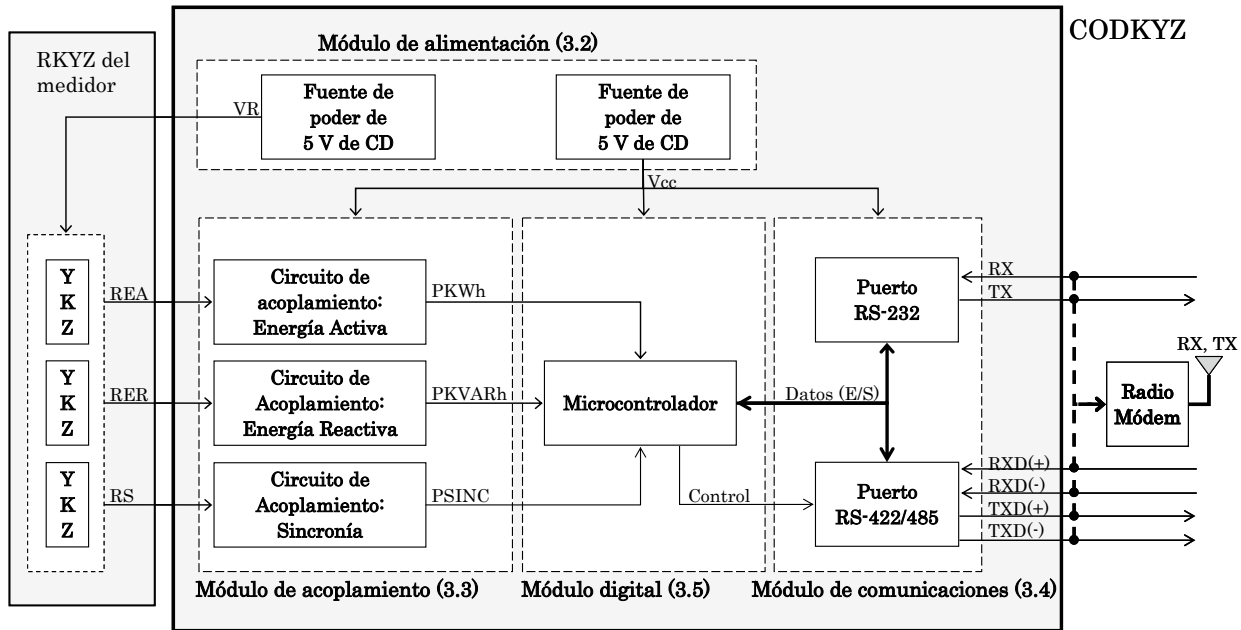 CODKYZ
RKYZ del
medidor
Módulo de alimentación (3.2)
Fuente de
poder de
5 V de CD
Fuente de
poder de
5 V de CD
VR
Vcc
Y
K
Z
REA
Circuito de
acoplamiento:
Energía Activa
PKWh
Y
K
Z
RER
Circuito de
Acoplamiento:
Energía Reactiva
PKVARh
Y
K
Z
RS
Circuito de
Acoplamiento:
Sincronía
PSINC
Microcontrolador
Datos (E/S)
Control
Puerto
RS-232
RX
TX
Puerto
RS-422/485
RXD(+)
RXD(-)
TXD(+)
TXD(-)
RX, TX
Radio
Módem
Módulo de acoplamiento (3.3)
Módulo digital (3.5)
Módulo de comunicaciones (3.4)